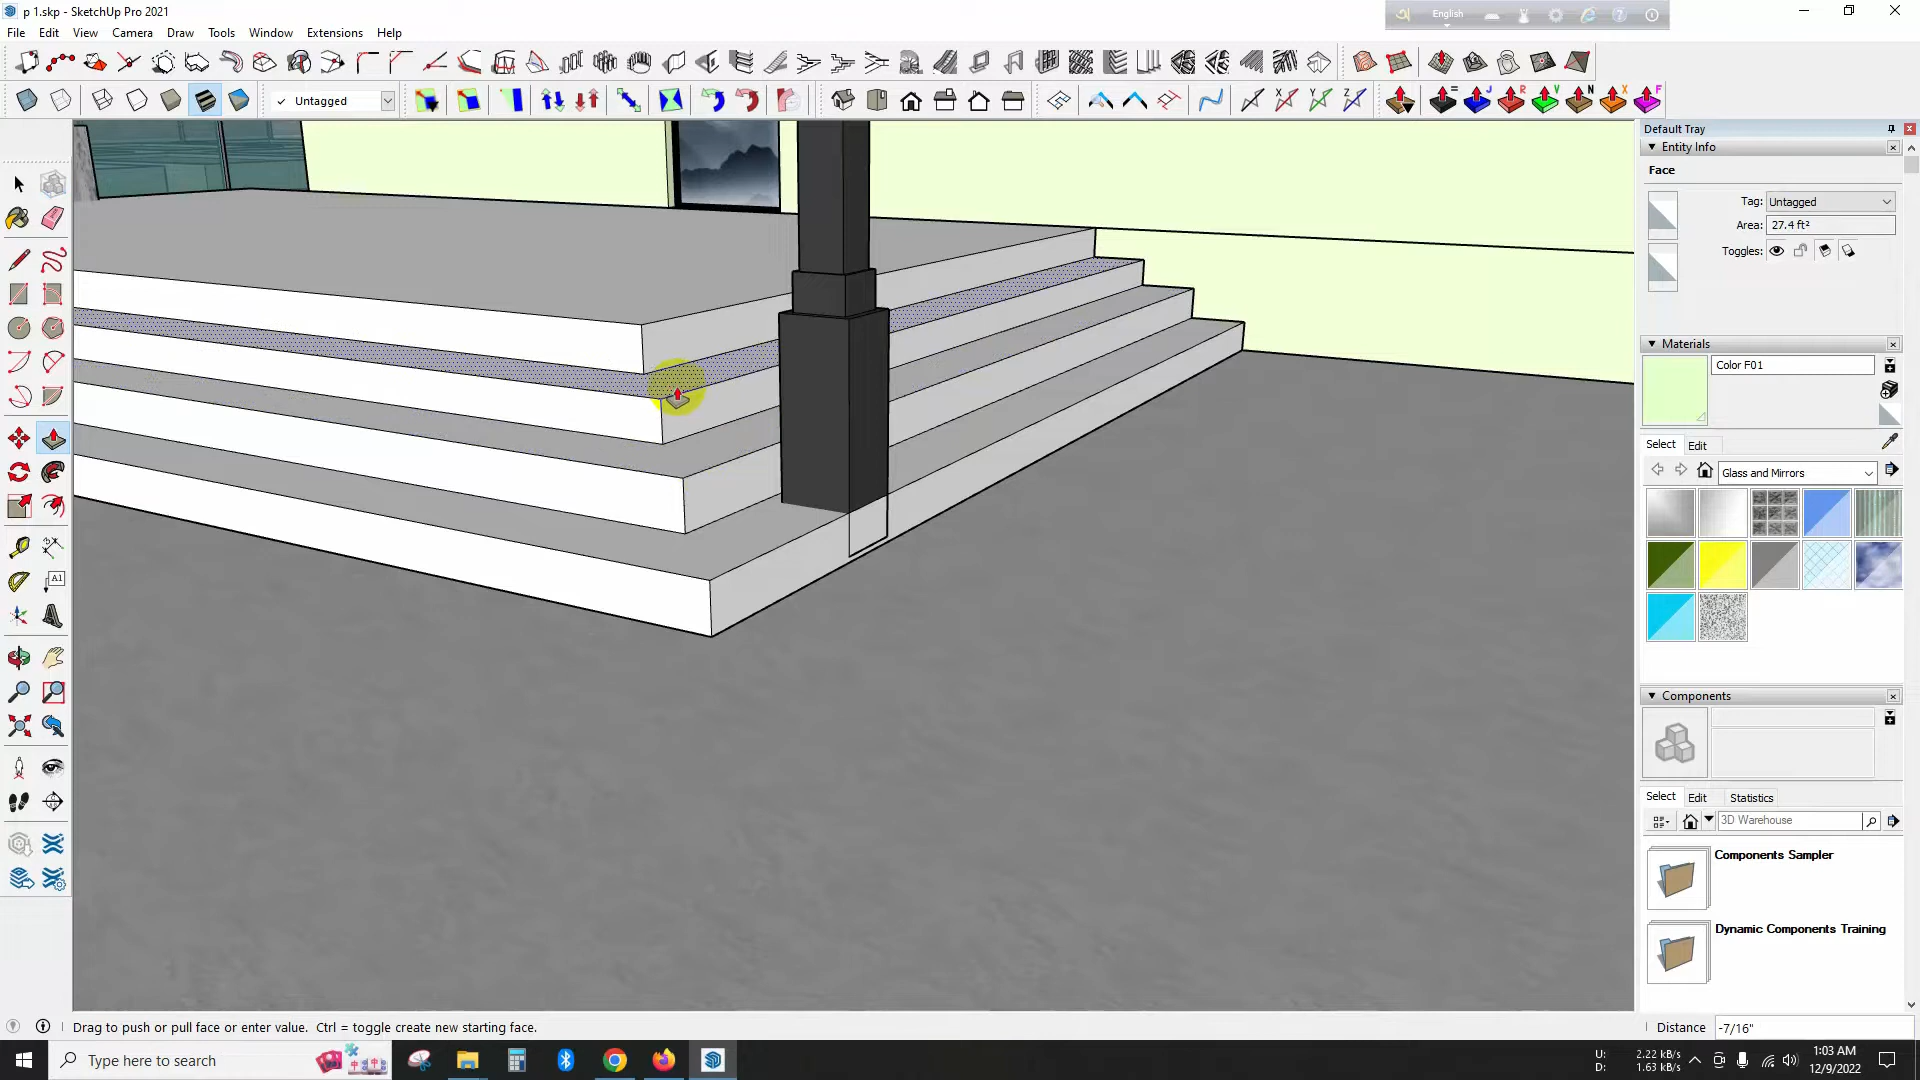 p 1.skp - SketchUp Pro 2021
English
File Edit View Camera Draw Tools Window Extensions Help
Untagged
= J R V N X F
X Y Z
Default Tray
Entity Info
Face
Tag: Untagged
Area: 27.4 ft²
Toggles:
Materials
Color F01
Select Edit
Glass and Mirrors
A1
Components
Select Edit Statistics
3D Warehouse
Components Sampler
Dynamic Components Training
Drag to push or pull face or enter value. Ctrl = toggle create new starting face.
Distance -7/16"
Type here to search
U: 2.22 kB/s
D: 1.63 kB/s
1:03 AM
12/9/2022